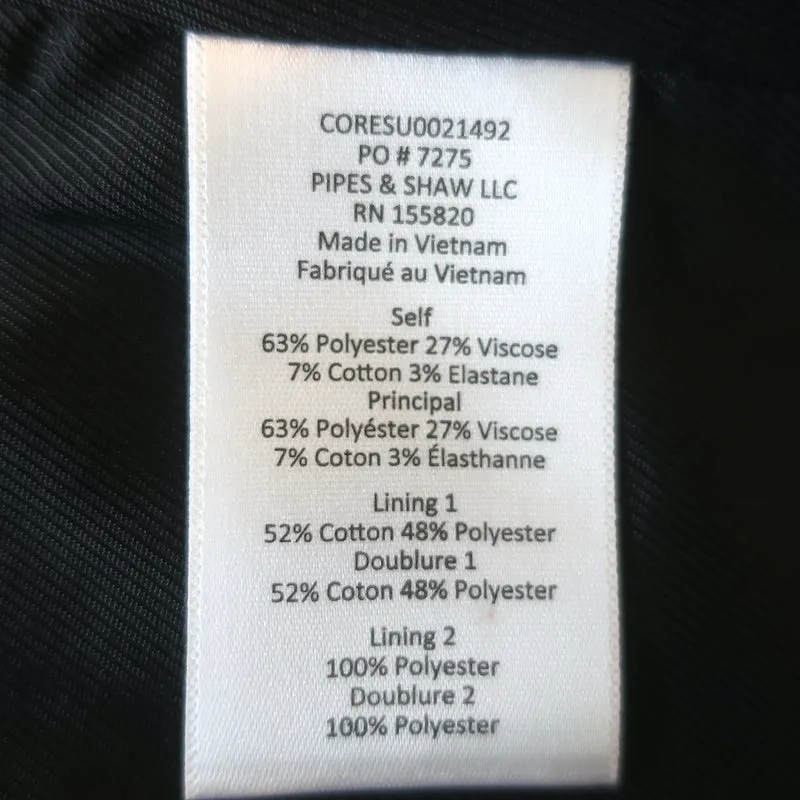 CORESU0021492
PO # 7275
PIPES & SHAW LLC
RN 155820
Made in Vietnam
Fabriqué au Vietnam
Self
63% Polyester 27% Viscose
7% Cotton 3% Elastane
Principal
63% Polyéster 27% Viscose
7% Coton 3% Élasthanne
Lining 1
52% Cotton 48% Polyester
Doublure 1
52% Coton 48% Polyester
Lining 2
100% Polyester
Doublure 2
100% Polyester